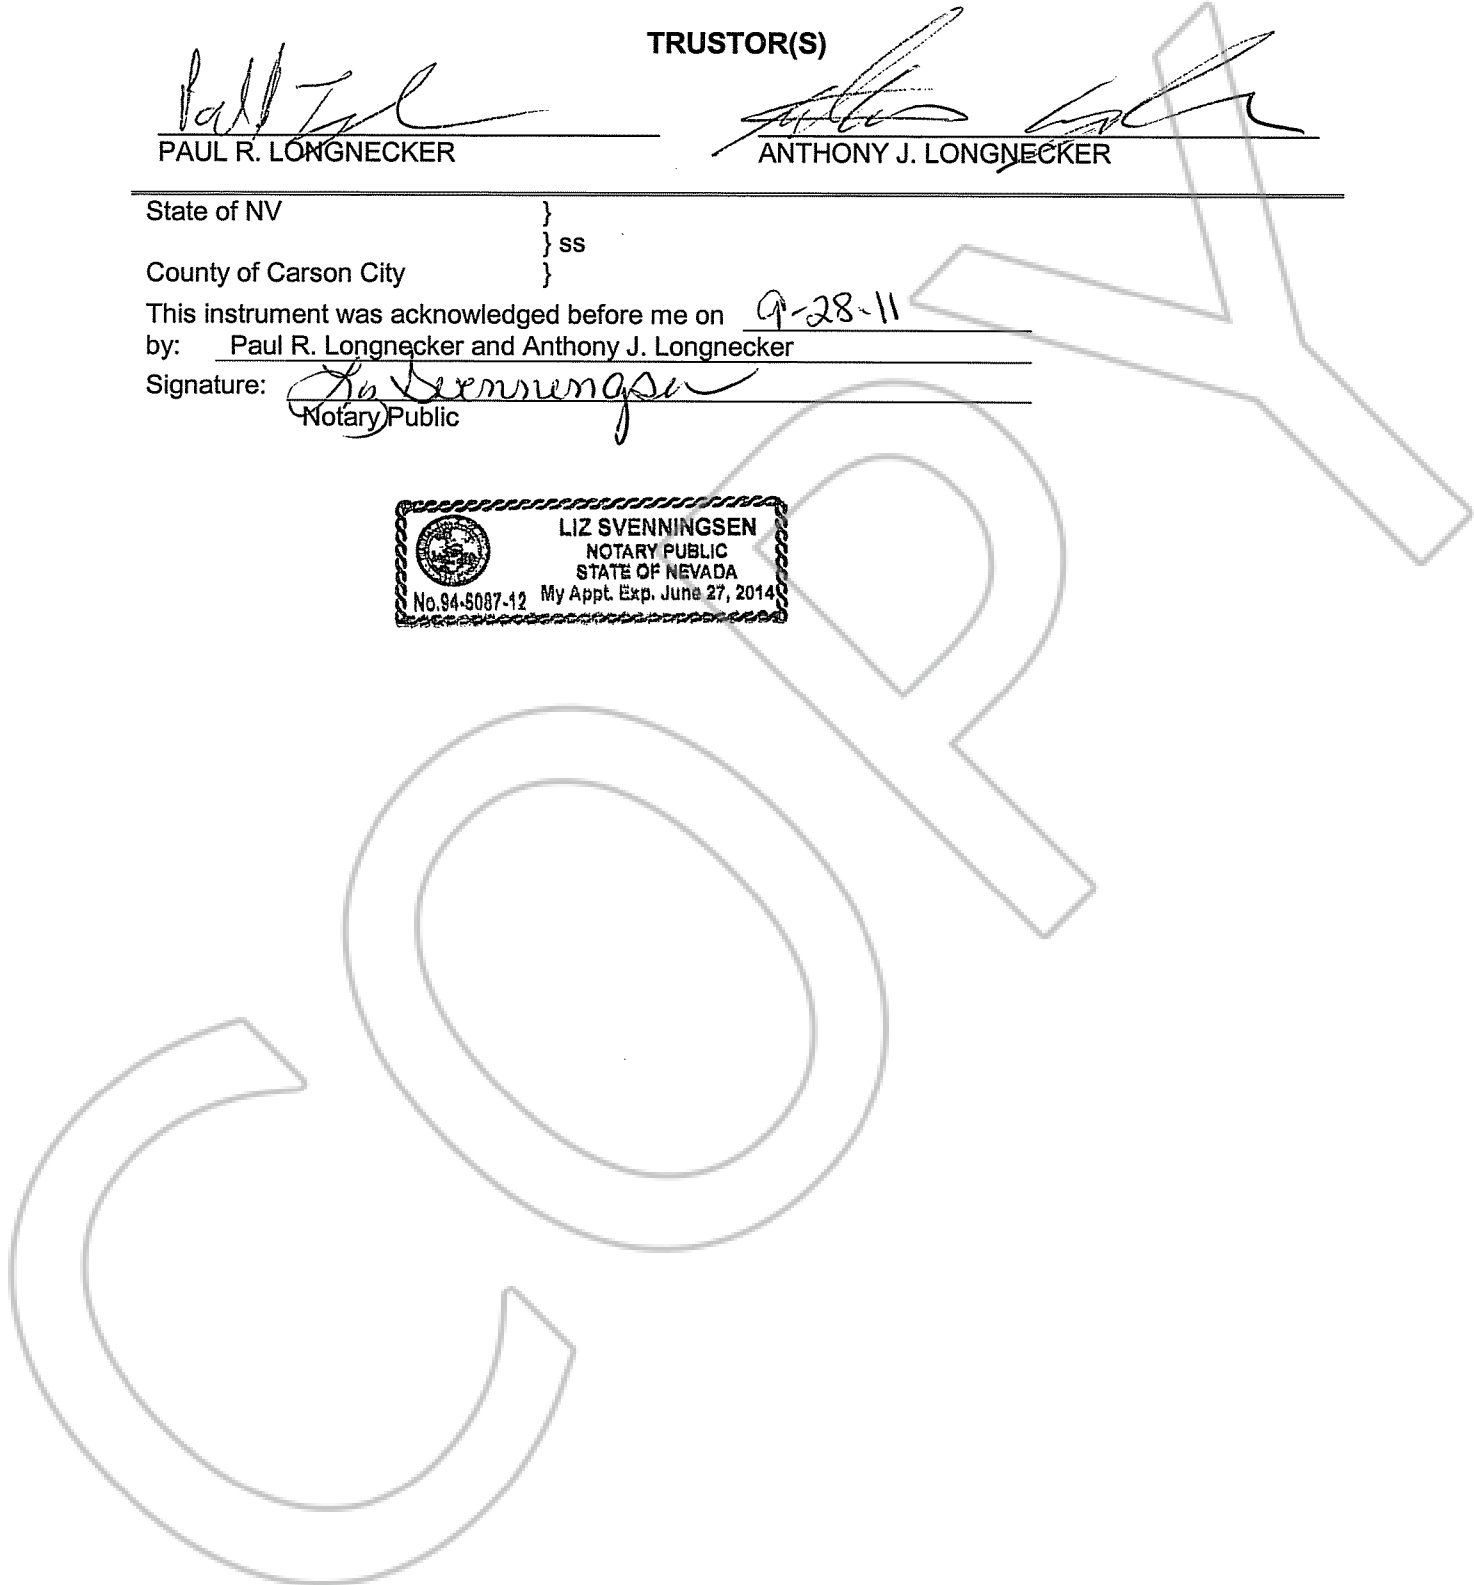 TRUSTOR(S)
PAUL R. LONGNECKER
ANTHONY J. LONGNECKER
State of NV }
} ss
County of Carson City }
This instrument was acknowledged before me on 9-28-11
by: Paul R. Longnecker and Anthony J. Longnecker
Signature: Liz Svenningsen
Notary Public
LIZ SVENNINGSEN
NOTARY PUBLIC
STATE OF NEVADA
No.94-5087-12 My Appt. Exp. June 27, 2014
COPY